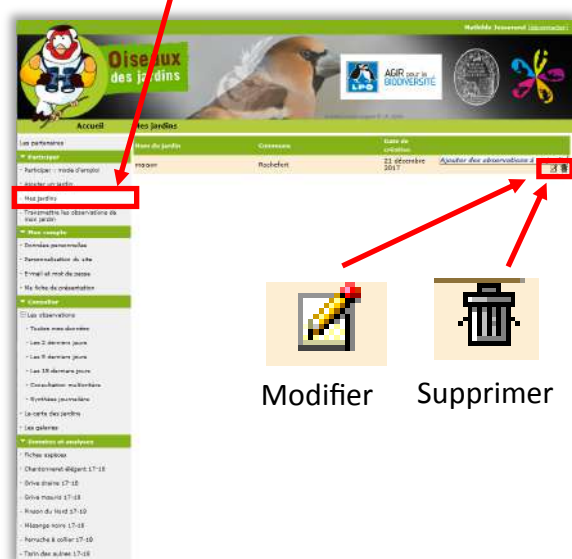 Mathilde Jousserand [déconnecter]
Oiseaux
des jardins
LPO
AGIR pour la
BIODIVERSITÉ
Accueil
Mes jardins
Les partenaires
Nom du jardin
Commune
Date de
création
maison
Rochefort
21 décembre
2017
Ajouter des observations à
Participer
Participer : mode d'emploi
Ajouter un jardin
Mes jardins
Transmettre les observations de
mon jardin
Mon compte
Données personnelles
Personnalisation du site
E-mail et mot de passe
Ma fiche de présentation
Consulter
Les observations
- Toutes mes données
- Les 2 derniers jours
- Les 5 derniers jours
- Les 15 derniers jours
- Consultation multicritère
- Synthèse journalière
La carte des jardins
Les galeries
Données et analyses
Fiches espèces
Chardonneret élégant 17-18
Grive draine 17-18
Grive mauvis 17-18
Pinson du Nord 17-18
Mésange noire 17-18
Perruche à collier 17-18
Tarin des aulnes 17-18
Modifier
Supprimer